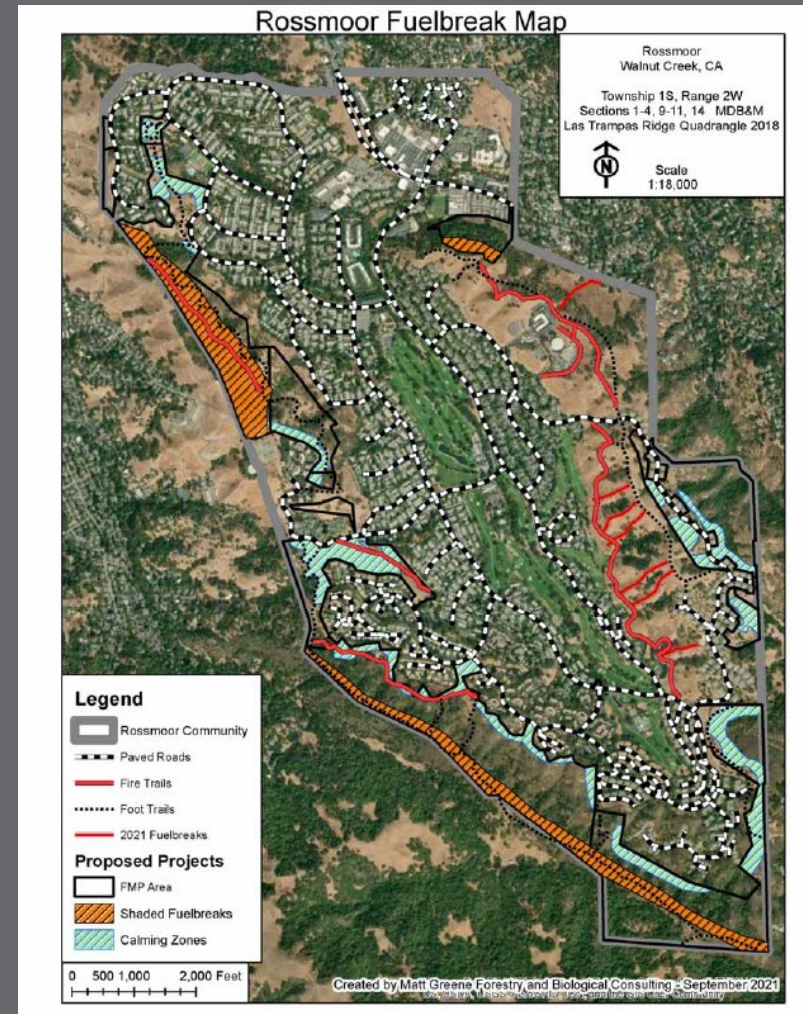 Rossmoor Fuelbreak Map
Rossmoor
Walnut Creek, CA
Township 1S, Range 2W
Sections 1-4, 9-11, 14 MDB&M
Las Trampas Ridge Quadrangle 2018
N
Scale
1:18,000
Legend
Rossmoor Community
Paved Roads
Fire Trails
Foot Trails
2021 Fuelbreaks
Proposed Projects
FMP Area
Shaded Fuelbreaks
Calming Zones
0 500 1,000 2,000 Feet
Created by Matt Greene Forestry and Biological Consulting - September 2021